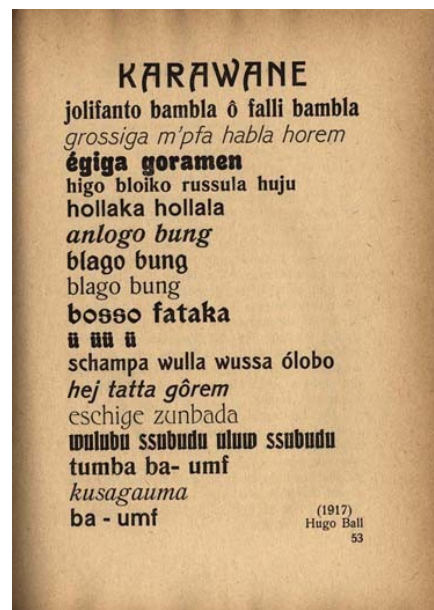 KARAWANE
jolifanto bambla ô falli bambla
grossiga m'pfa habla horem
égiga goramen
higo bloiko russula huju
hollaka hollala
anlogo bung
blago bung
blago bung
bosso fataka
ü üü ü
schampa wulla wussa ólobo
hej tatta gôrem
eschige zunbada
wulubu ssubudu uluw ssubudu
tumba ba- umf
kusagauma
ba - umf
(1917)
Hugo Ball
53